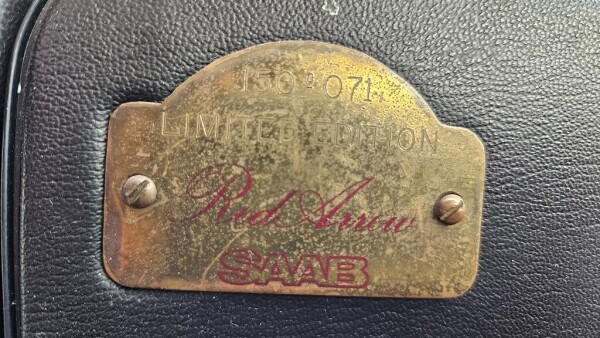 150-071
LIMITED EDITION
Red Arrow
SAAB